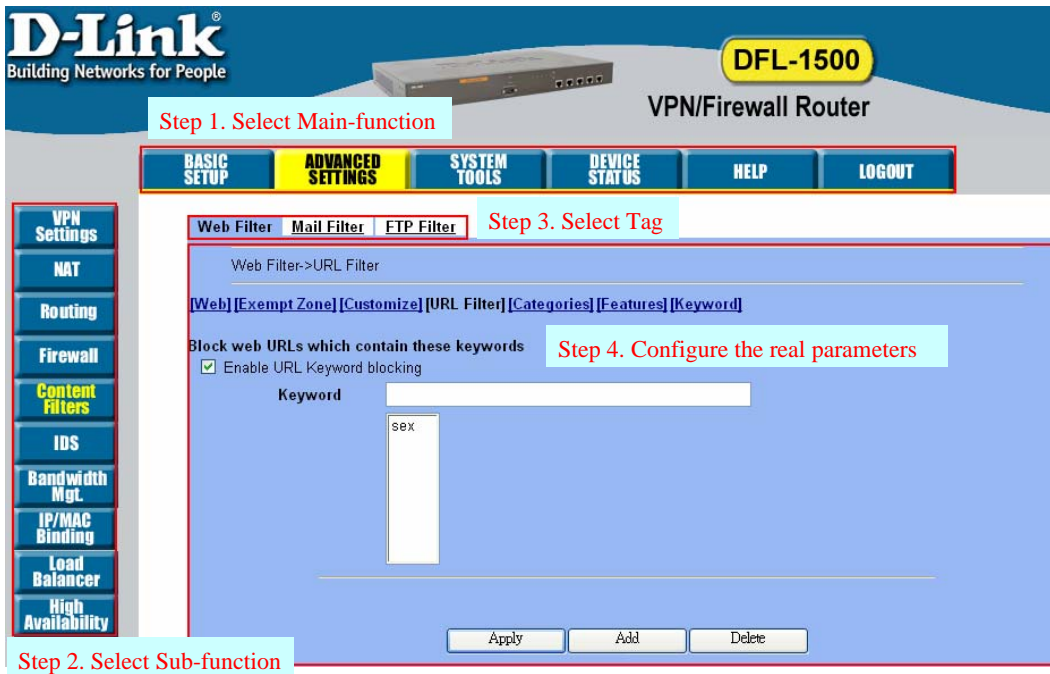 D-Link®
Building Networks for People
DFL-1500
VPN/Firewall Router
Step 1. Select Main-function
BASIC SETUP
ADVANCED SETTINGS
SYSTEM TOOLS
DEVICE STATUS
HELP
LOGOUT
VPN Settings
NAT
Routing
Firewall
Content Filters
IDS
Bandwidth Mgt.
IP/MAC Binding
Load Balancer
High Availability
Step 2. Select Sub-function
Web Filter Mail Filter FTP Filter
Step 3. Select Tag
Web Filter->URL Filter
[Web] [Exempt Zone] [Customize] [URL Filter] [Categories] [Features] [Keyword]
Block web URLs which contain these keywords
Step 4. Configure the real parameters
Enable URL Keyword blocking
Keyword
sex
Apply Add Delete